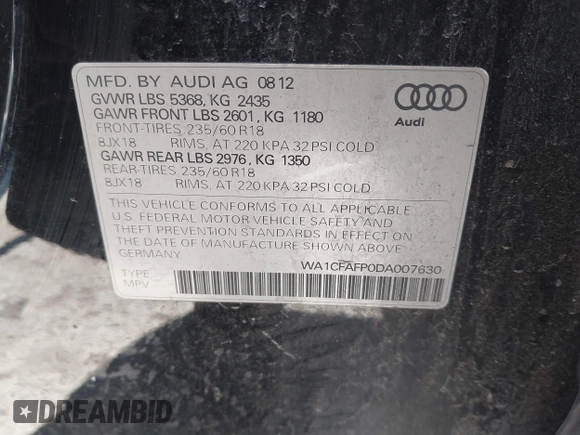 MFD. BY AUDI AG 08 12
GVWR LBS 5368, KG 2435
GAWR FRONT LBS 2601, KG 1180
FRONT-TIRES 235/60 R18
8JX18 RIMS, AT 220 KPA 32 PSI COLD
GAWR REAR LBS 2976, KG 1350
REAR-TIRES 235/60 R18
8JX18 RIMS, AT 220 KPA 32 PSI COLD
Audi
THIS VEHICLE CONFORMS TO ALL APPLICABLE
U.S. FEDERAL MOTOR VEHICLE SAFETY AND
THEFT PREVENTION STANDARDS IN EFFECT ON
THE DATE OF MANUFACTURE SHOWN ABOVE.
GERMANY
WA1CFAFP0DA007630
TYPE:
MPV
DREAMBID